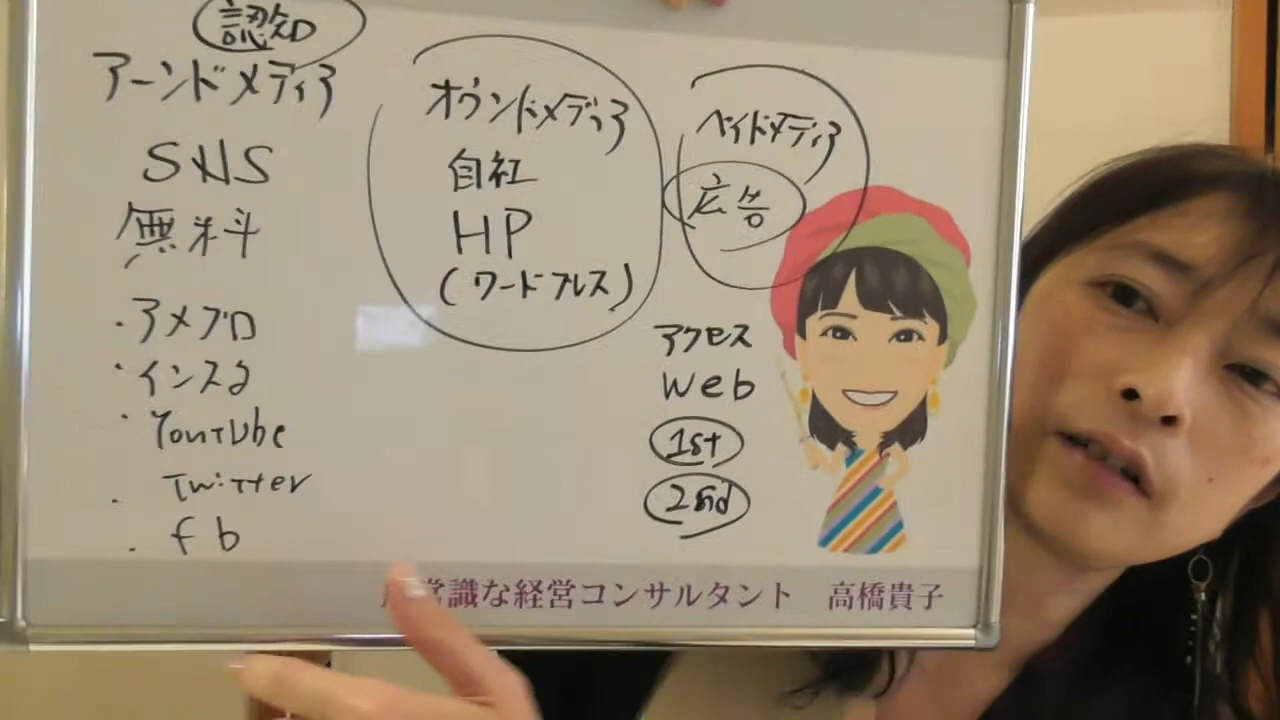 認知
アーンドメディア
SNS
無料
・アメブロ
・インスタ
・YouTube
・Twitter
・fb
オウンドメディア
自社
HP
(ワードプレス)
ペイドメディア
広告
アクセス
Web
1st
2nd
常識な経営コンサルタント 高橋貴子